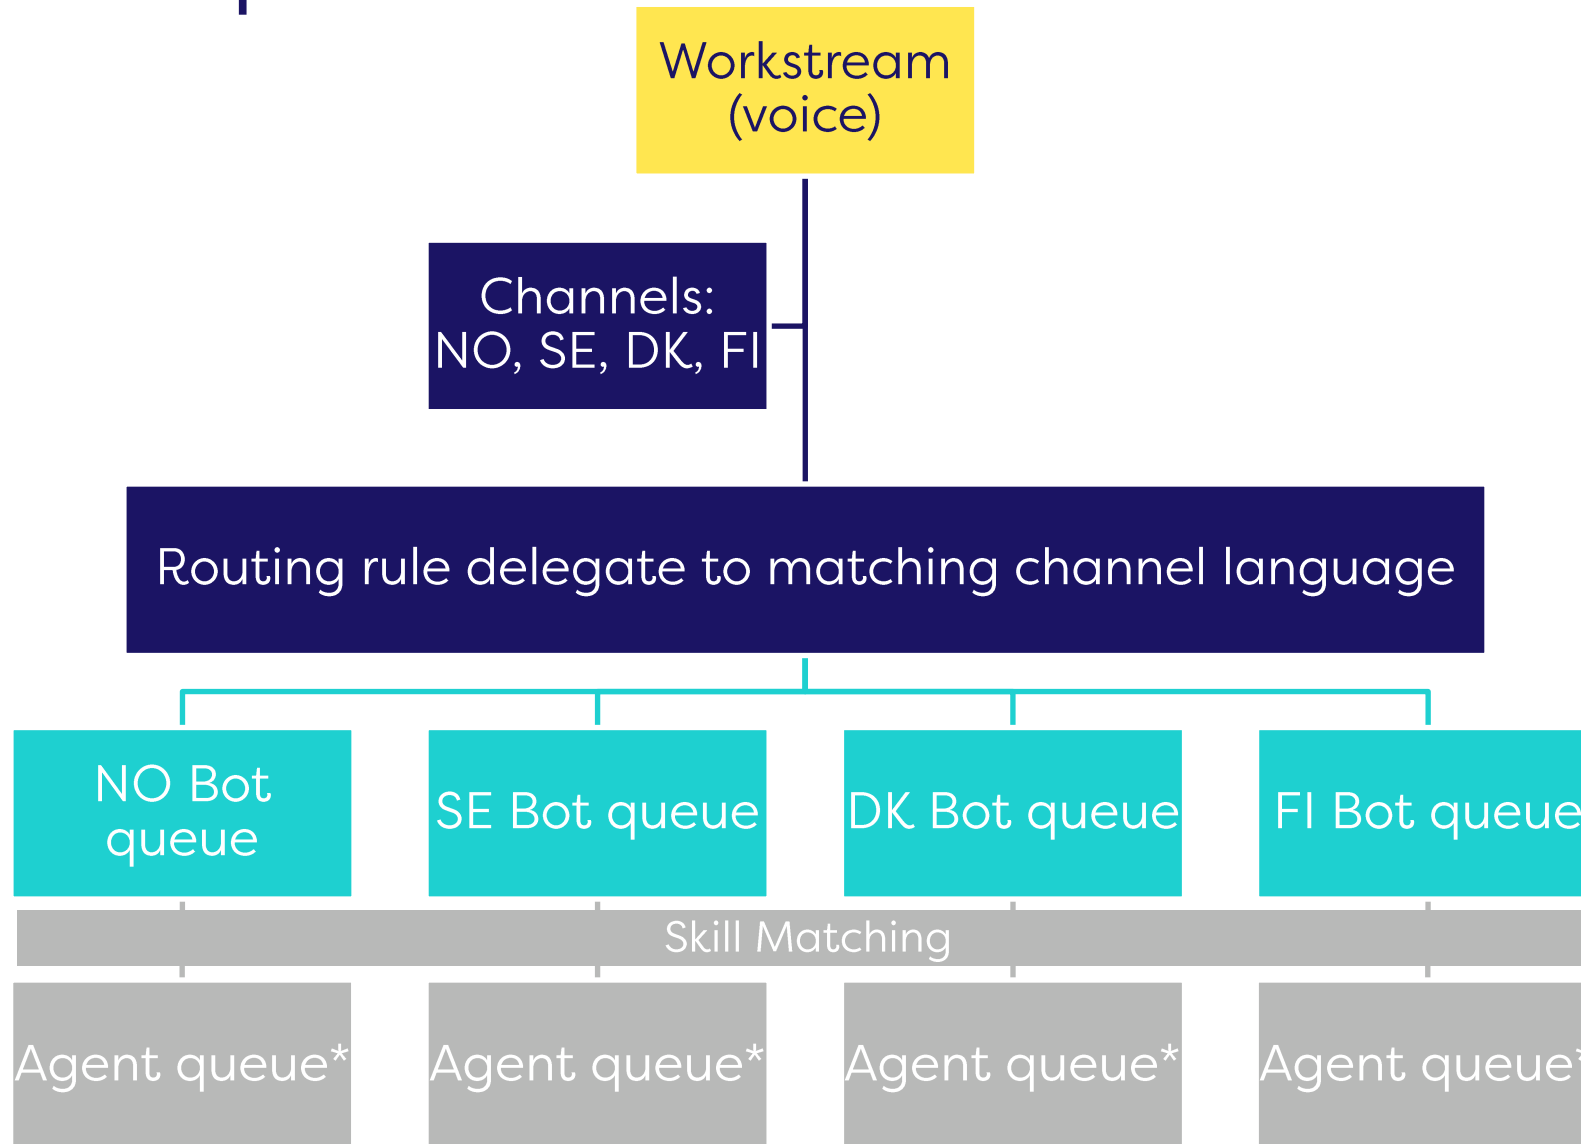 Workstream
(voice)
Channels:
NO, SE, DK, FI
Routing rule delegate to matching channel language
NO Bot
queue
SE Bot queue
DK Bot queue
FI Bot queue
Skill Matching
Agent queue*
Agent queue*
Agent queue*
Agent queue*